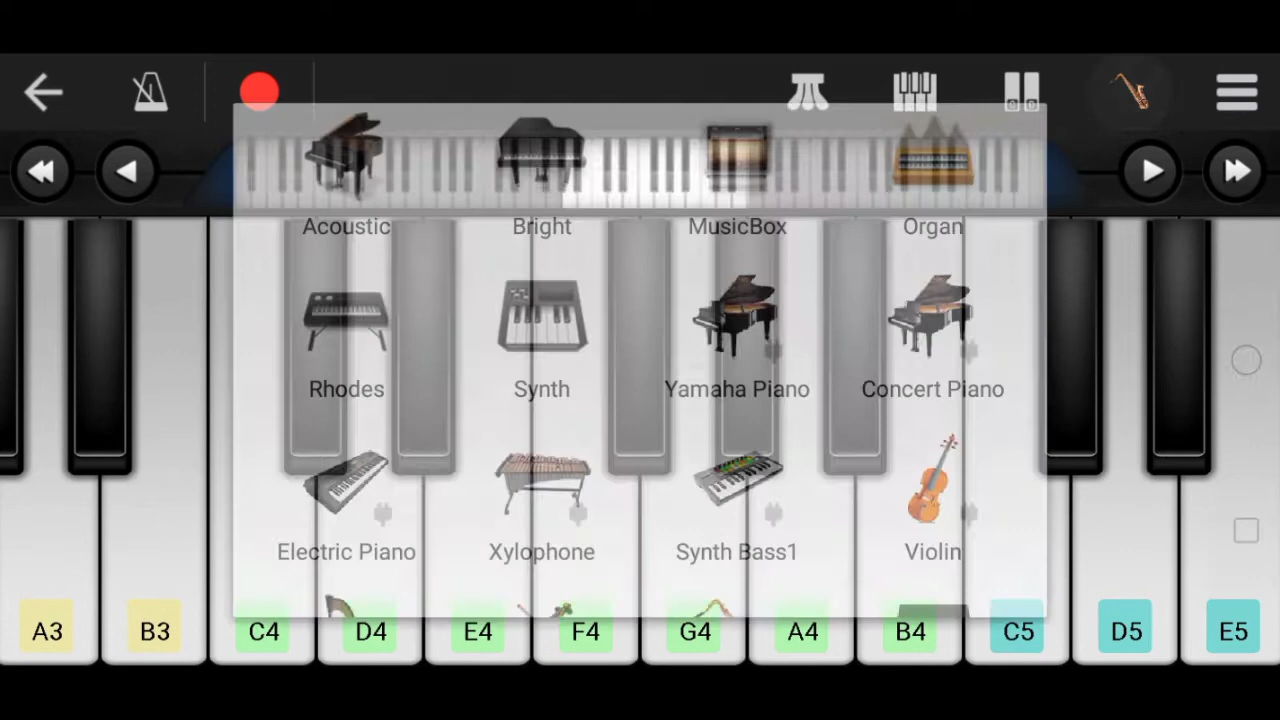 Acoustic Bright MusicBox Organ
Rhodes Synth Yamaha Piano Concert Piano
Electric Piano Xylophone Synth Bass1 Violin
A3 B3 C4 D4 E4 F4 G4 A4 B4 C5 D5 E5